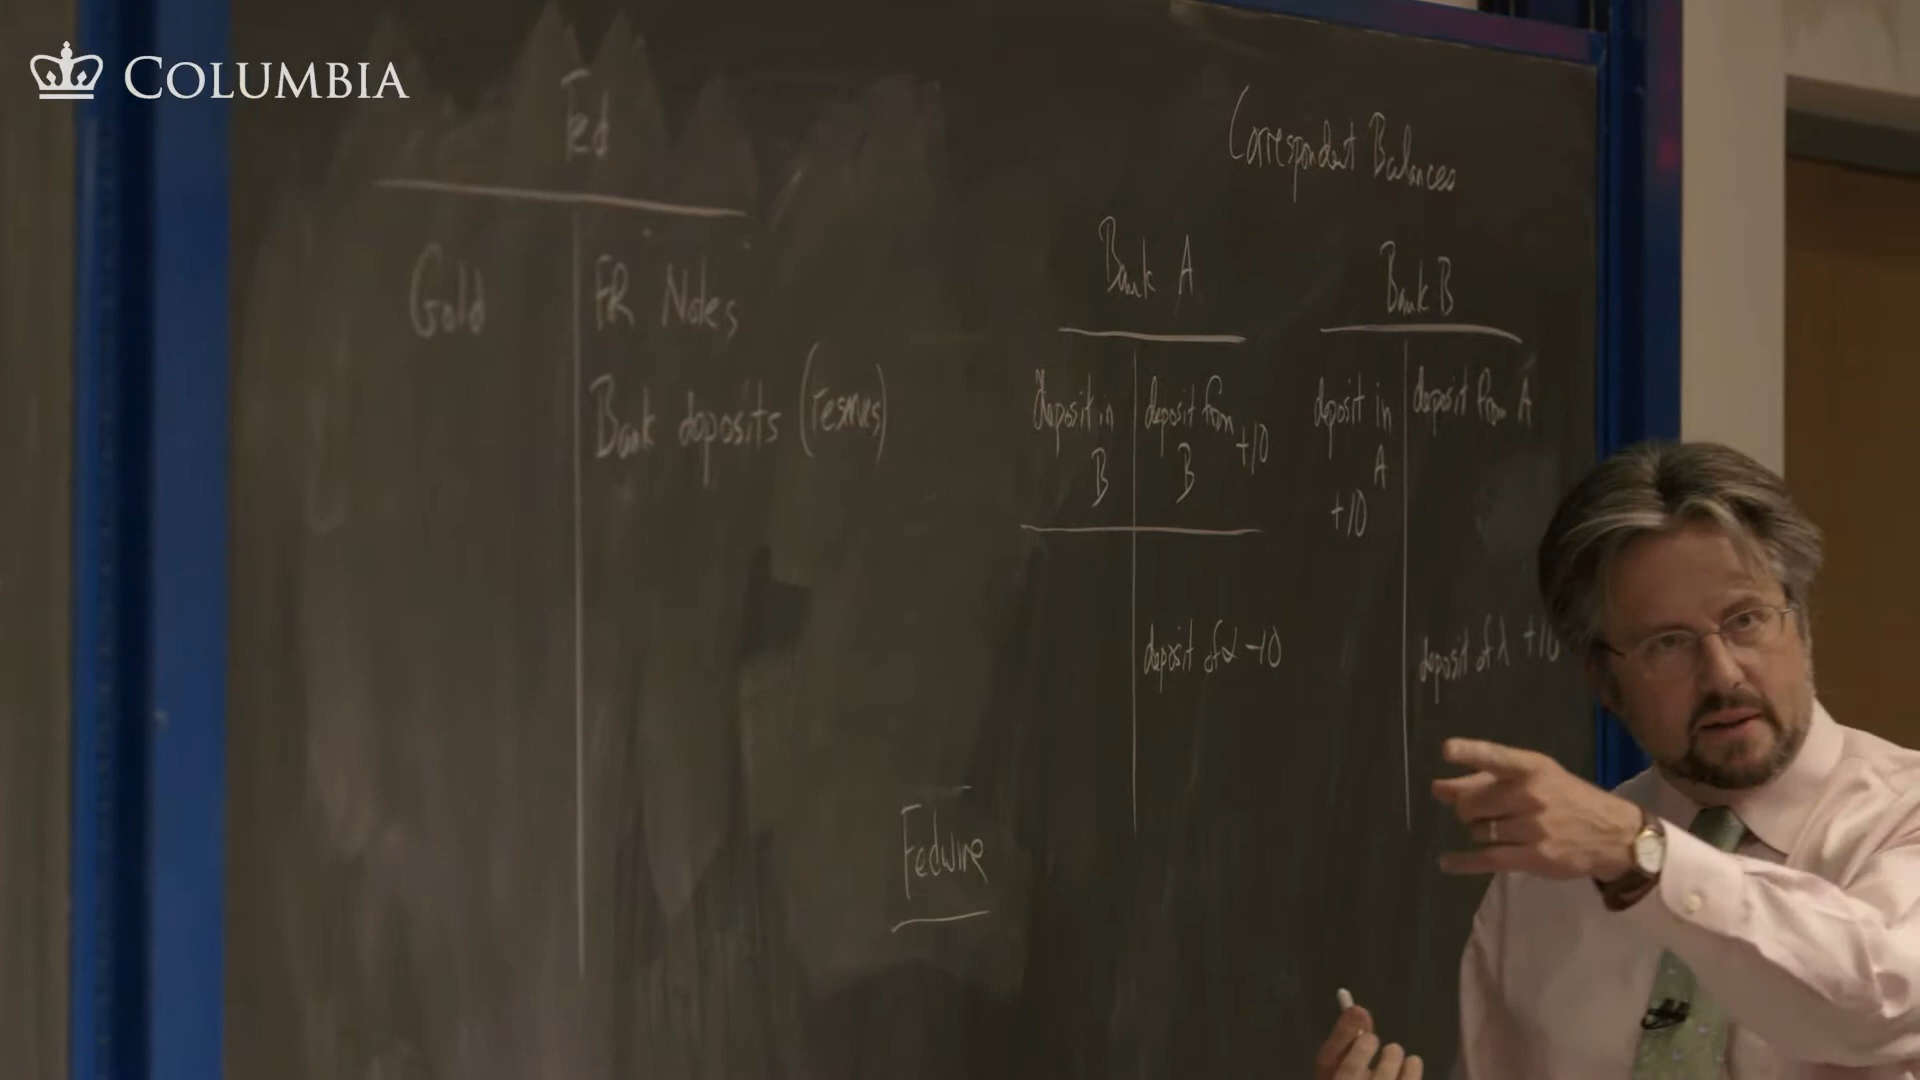 COLUMBIA
Fed
Gold
FR Notes
Bank deposits (reserves)
Correspondent Balances
Bank A
deposit in
B
deposit from
B
+10
Bank B
deposit in
A
+10
deposit from A
deposit of α -10
deposit of λ +10
Fedwire